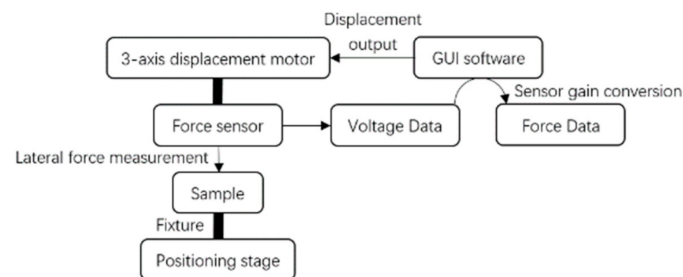 Displacement
output
3-axis displacement motor
GUI software
Sensor gain conversion
Force sensor
Voltage Data
Force Data
Lateral force measurement
Sample
Fixture
Positioning stage